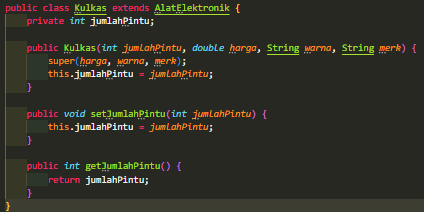 public class Kulkas extends AlatElektronik {
    private int jumlahPintu;

    public Kulkas(int jumlahPintu, double harga, String warna, String merk) {
        super(harga, warna, merk);
        this.jumlahPintu = jumlahPintu;
    }

    public void setJumlahPintu(int jumlahPintu) {
        this.jumlahPintu = jumlahPintu;
    }

    public int getJumlahPintu() {
        return jumlahPintu;
    }
}